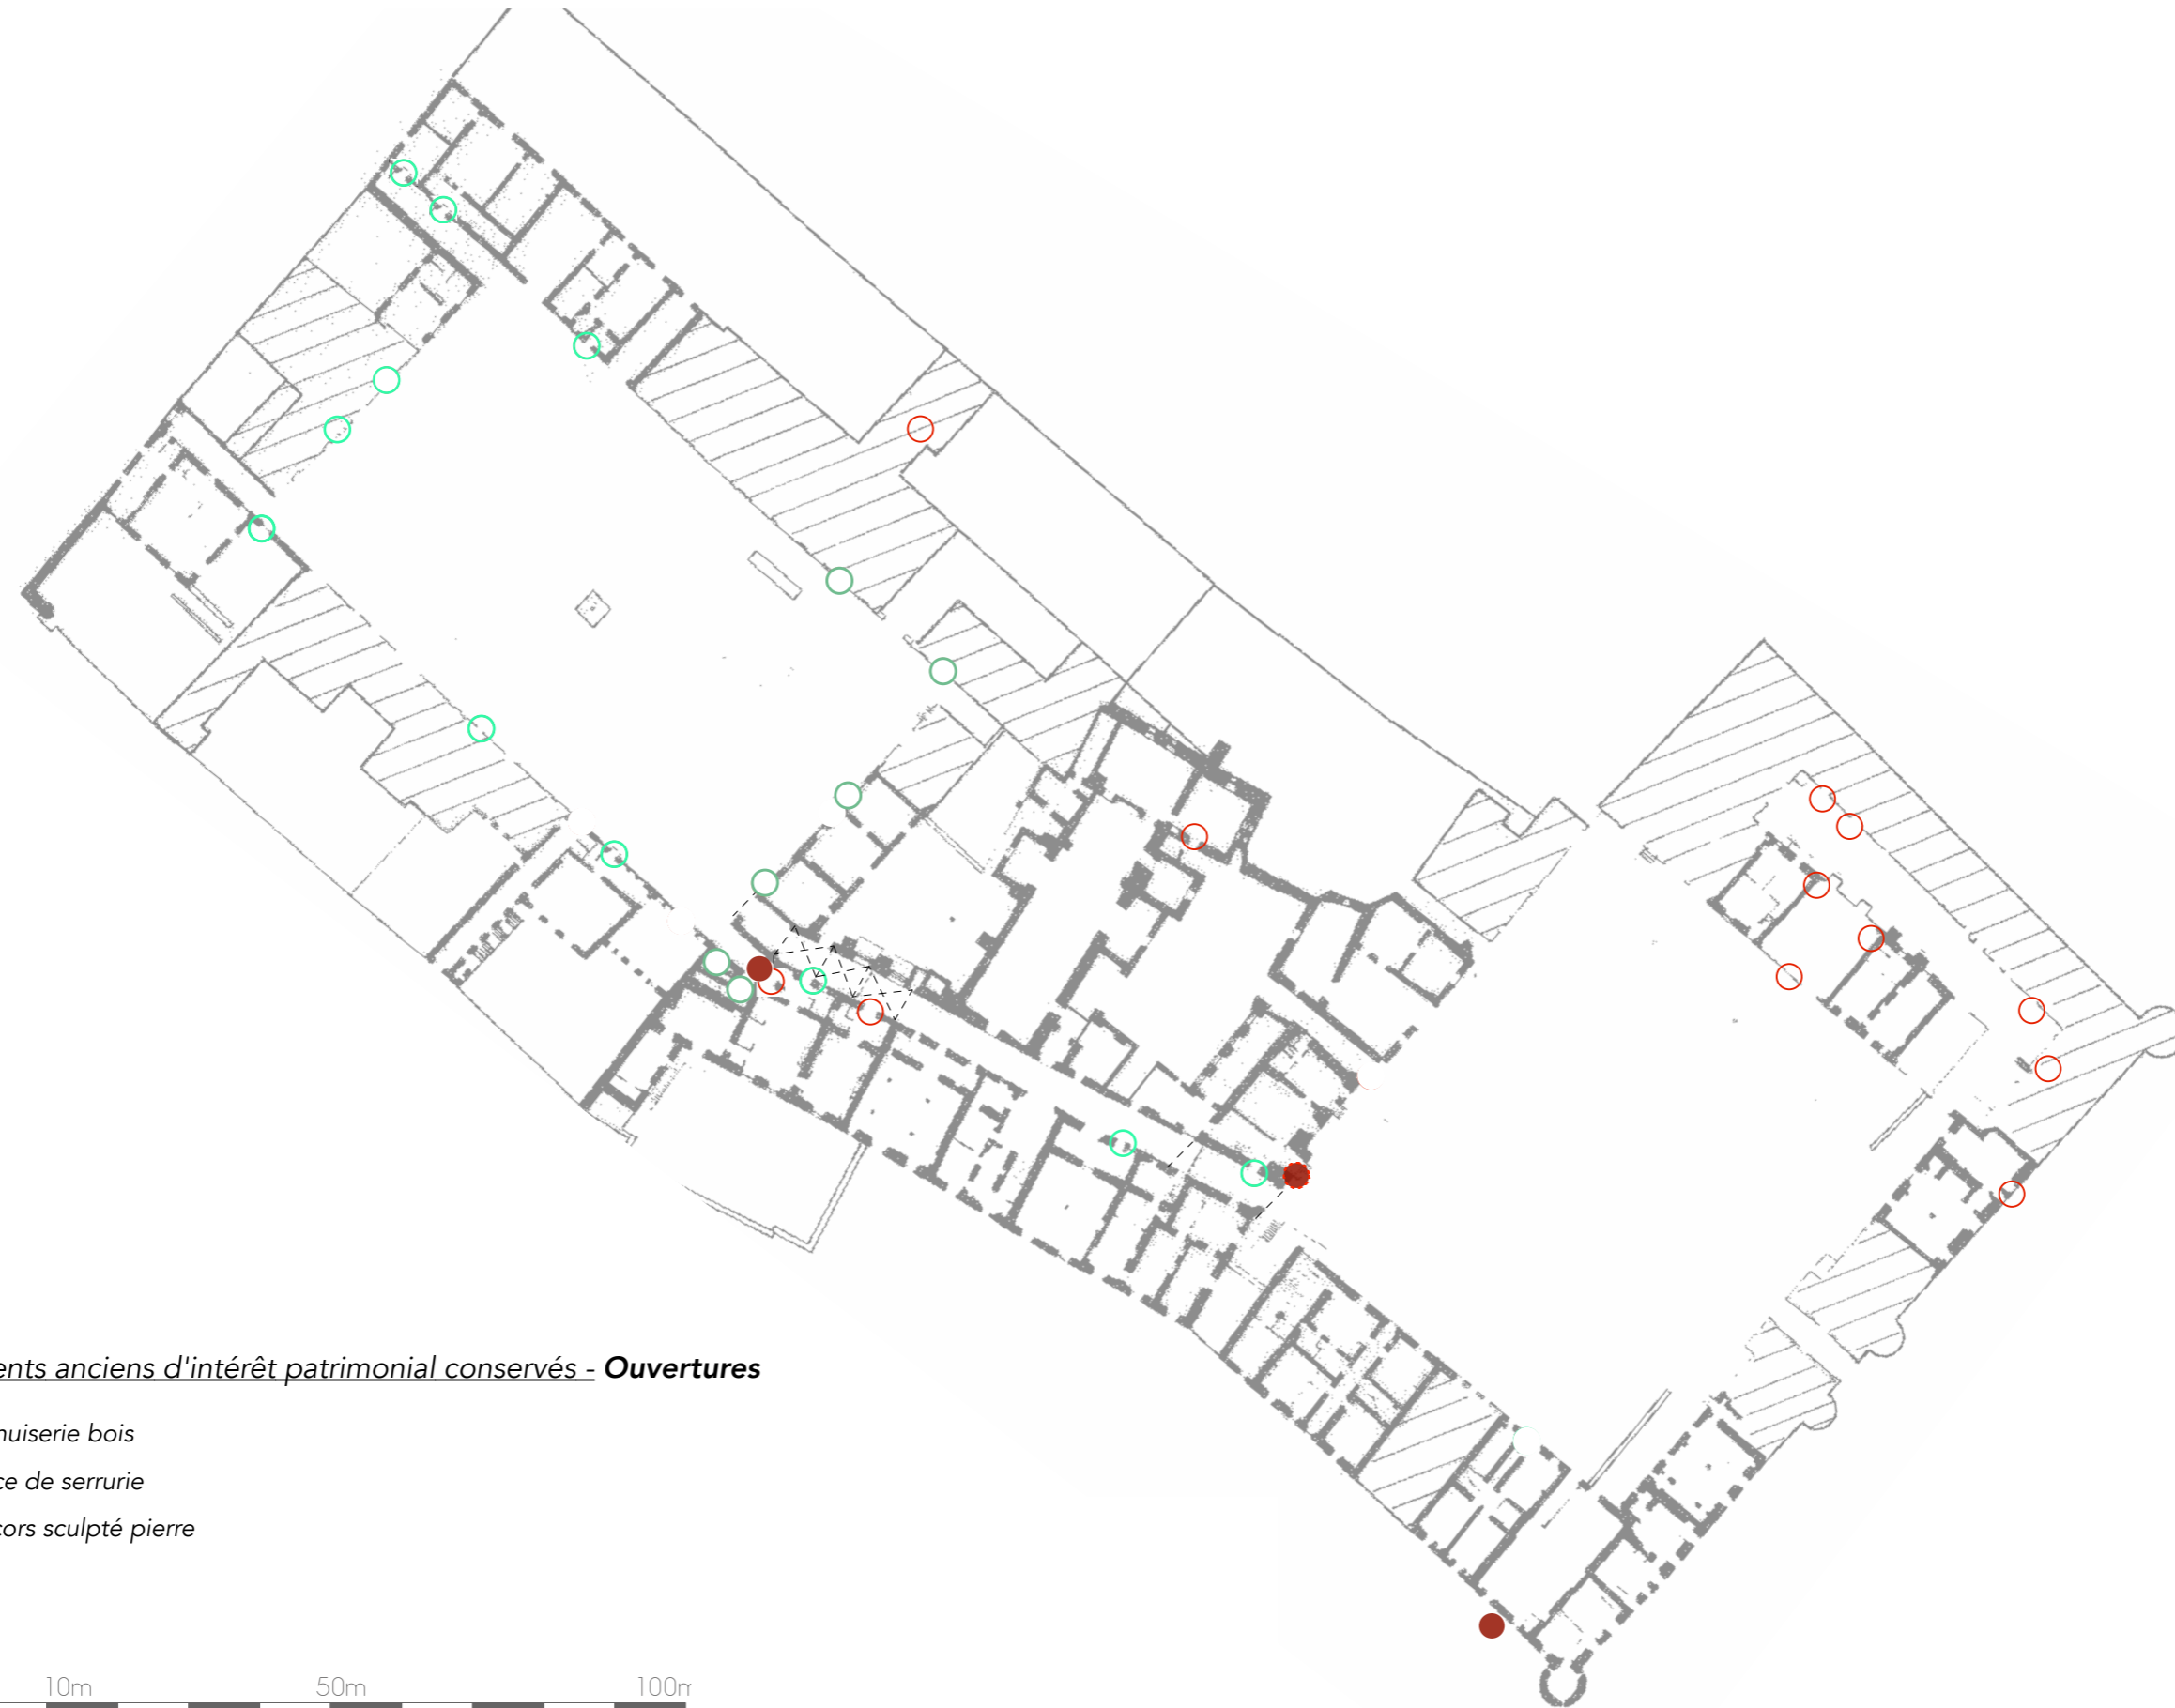 ents anciens d'intérêt patrimonial conservés - Ouvertures
nuiserie bois
ce de serrurie
cors sculpté pierre
10m 50m 100m